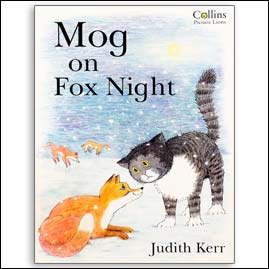 Collins
Picture Lions
Mog
on
Fox Night
Judith Kerr